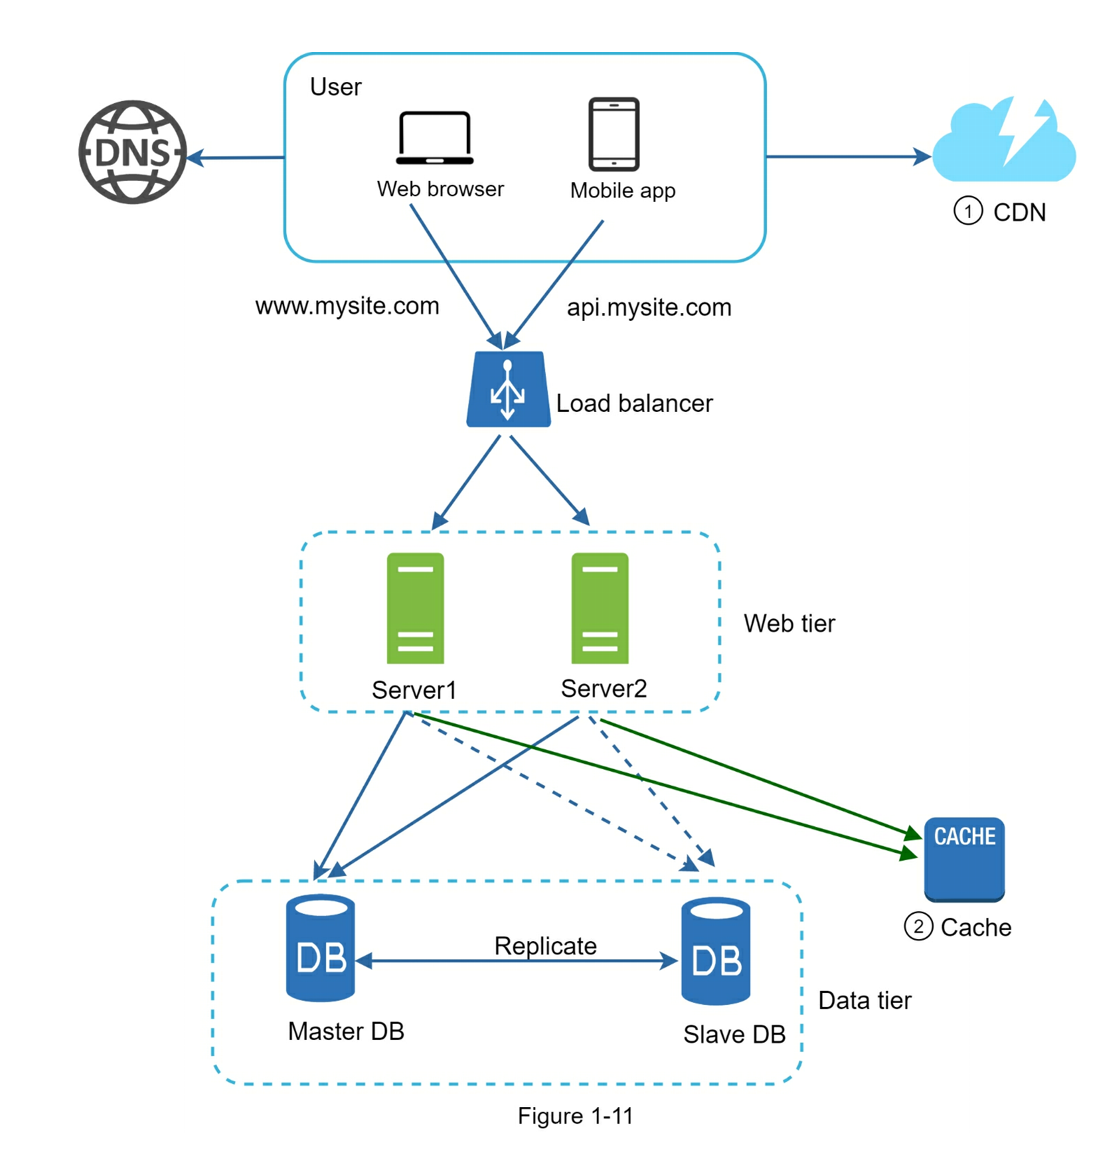 User
DNS
Web browser
Mobile app
1 CDN
www.mysite.com
api.mysite.com
Load balancer
Web tier
Server1
Server2
CACHE
2 Cache
DB
Replicate
DB
Data tier
Master DB
Slave DB
Figure 1-11